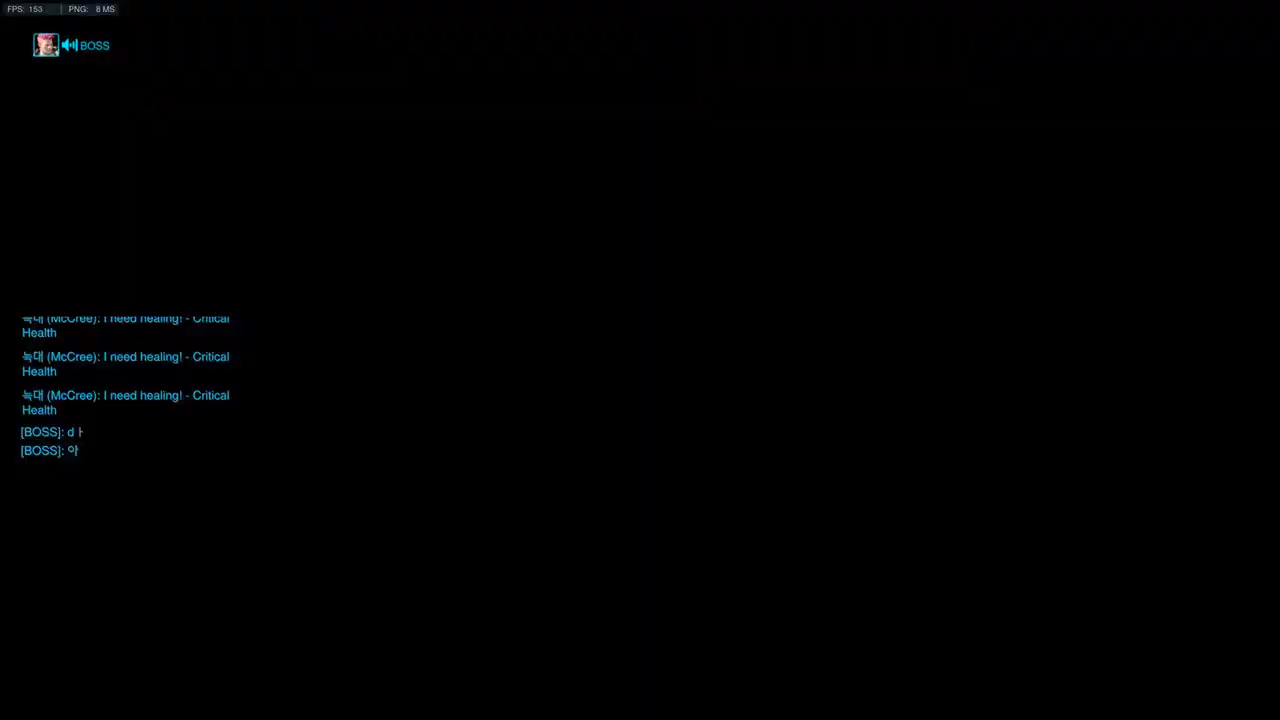 FPS: 153 | PNG: 8 MS
BOSS
늑대 (McCree): I need healing! - Critical
Health
늑대 (McCree): I need healing! - Critical
Health
늑대 (McCree): I need healing! - Critical
Health
[BOSS]: dㅏ
[BOSS]: 아